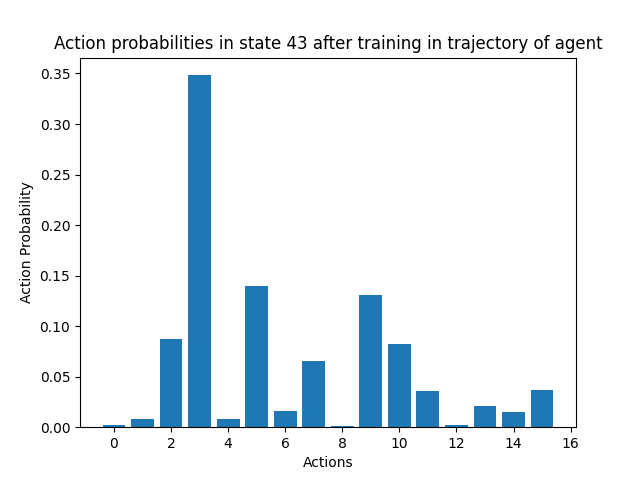 Action probabilities in state 43 after training in trajectory of agent
0.35
0.30
0.25
0.20
0.15
0.10
0.05
0.00
Action Probability
0 2 4 6 8 10 12 14 16
Actions